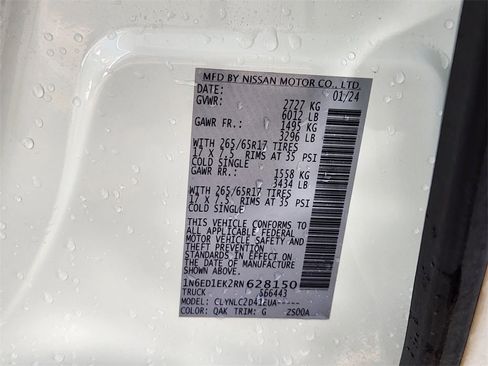 MFD BY NISSAN MOTOR CO., LTD.
DATE: 01/24
GVWR: 2727 KG
6012 LB
GAWR FR.: 1495 KG
3296 LB
WITH 265/65R17 TIRES
17 X 7.5 RIMS AT 35 PSI
COLD SINGLE
GAWR RR.: 1558 KG
3434 LB
WITH 265/65R17 TIRES
17 X 7.5 RIMS AT 35 PSI
COLD SINGLE
THIS VEHICLE CONFORMS TO
ALL APPLICABLE FEDERAL
MOTOR VEHICLE SAFETY AND
THEFT PREVENTION
STANDARDS IN EFFECT ON
THE DATE OF MANUFACTURE
SHOWN ABOVE.
1N6ED1EK2RN628150
TRUCK 566443
MODEL: CLYNLC2D41EUA-----
COLOR: QAK TRIM: G 2S00A